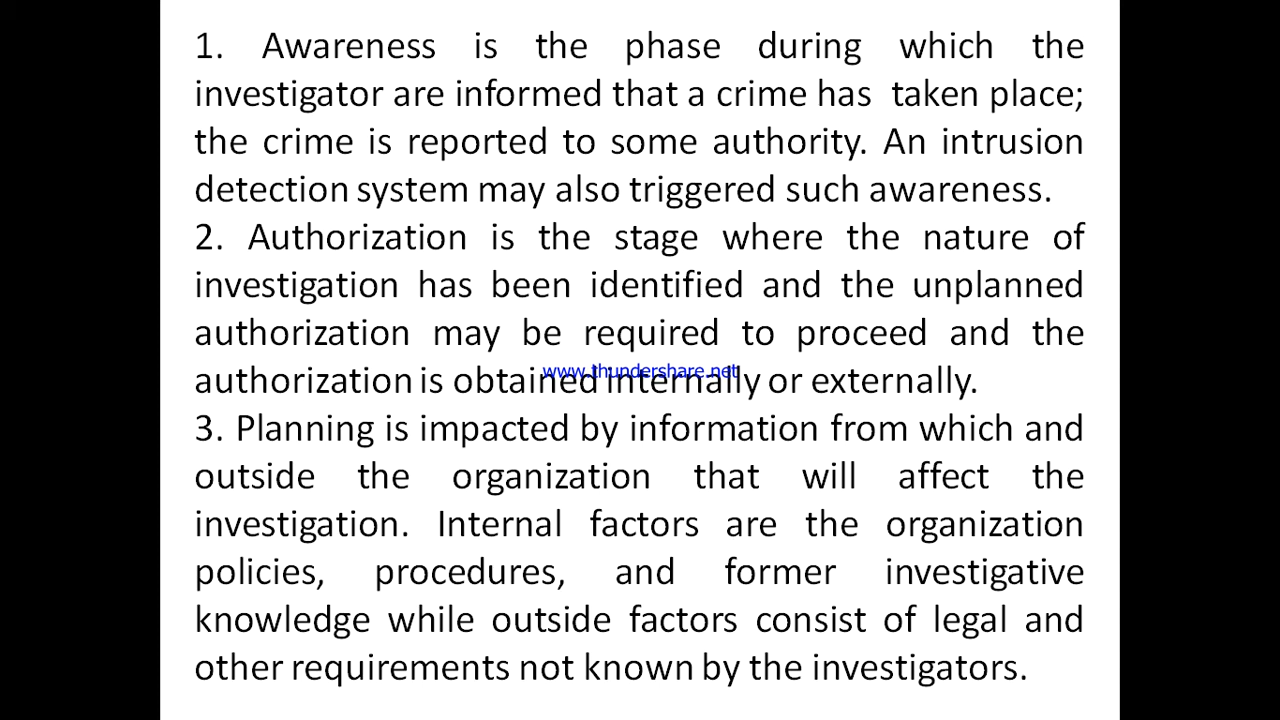 1. Awareness is the phase during which the
investigator are informed that a crime has taken place;
the crime is reported to some authority. An intrusion
detection system may also triggered such awareness.
2. Authorization is the stage where the nature of
investigation has been identified and the unplanned
authorization may be required to proceed and the
www.thundershare.net
authorization is obtained internally or externally.
3. Planning is impacted by information from which and
outside the organization that will affect the
investigation. Internal factors are the organization
policies, procedures, and former investigative
knowledge while outside factors consist of legal and
other requirements not known by the investigators.